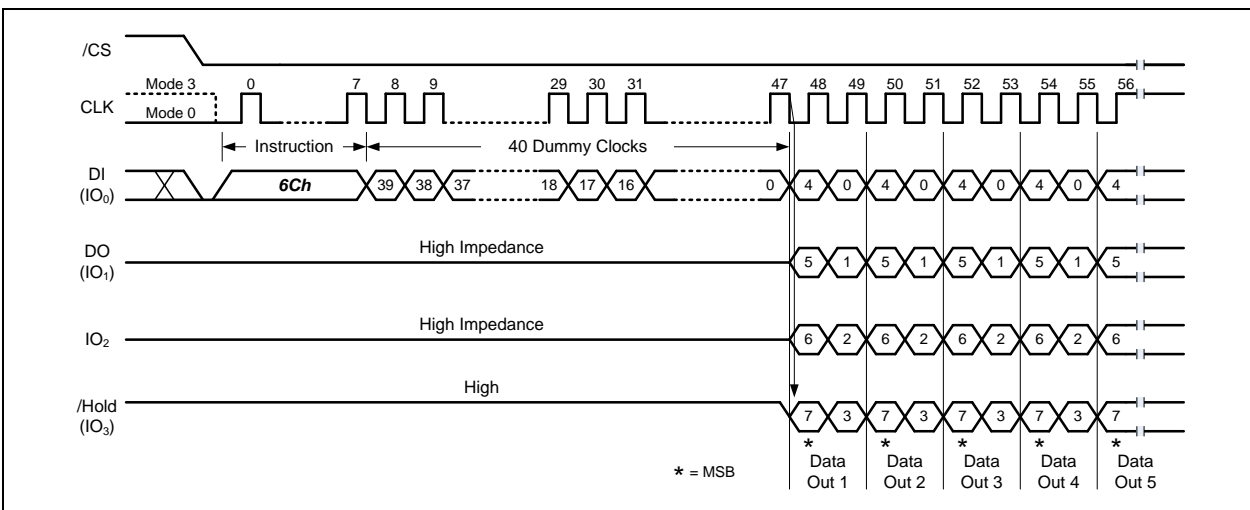 /CS
Mode 3 0 7 8 9 29 30 31 47 48 49 50 51 52 53 54 55 56
CLK
Mode 0
Instruction 40 Dummy Clocks
DI
(IO₀)
6Ch 39 38 37 18 17 16 0 4 0 4 0 4 0 4 0 4
High Impedance
DO
(IO₁)
5 1 5 1 5 1 5 1 5
High Impedance
IO₂
6 2 6 2 6 2 6 2 6
High
/Hold
(IO₃)
7 3 7 3 7 3 7 3 7
* * * * *
* = MSB
Data Data Data Data Data
Out 1 Out 2 Out 3 Out 4 Out 5